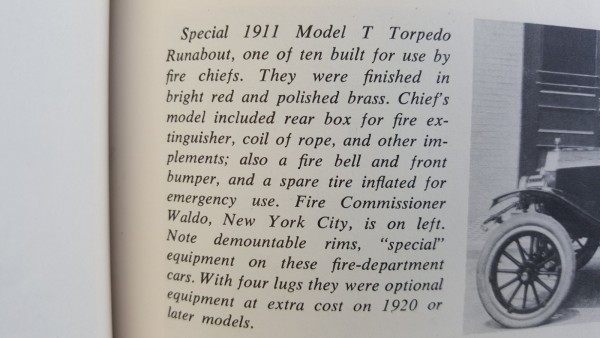 Special 1911 Model T Torpedo
Runabout, one of ten built for use by
fire chiefs. They were finished in
bright red and polished brass. Chief's
model included rear box for fire ex-
tinguisher, coil of rope, and other im-
plements; also a fire bell and front
bumper, and a spare tire inflated for
emergency use. Fire Commissioner
Waldo, New York City, is on left.
Note demountable rims, "special"
equipment on these fire-department
cars. With four lugs they were optional
equipment at extra cost on 1920 or
later models.